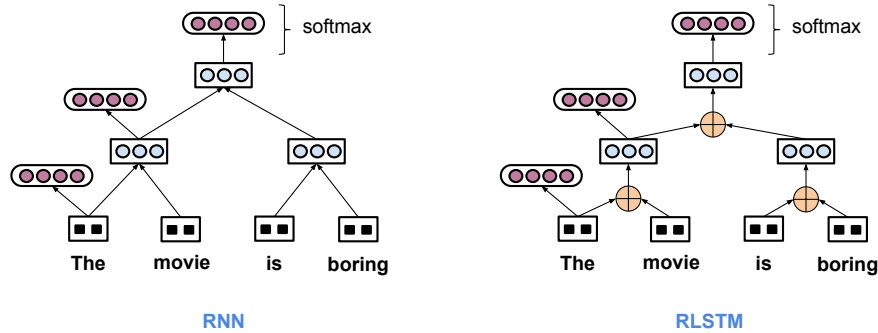 softmax
softmax
The movie is boring
The movie is boring
RNN
RLSTM